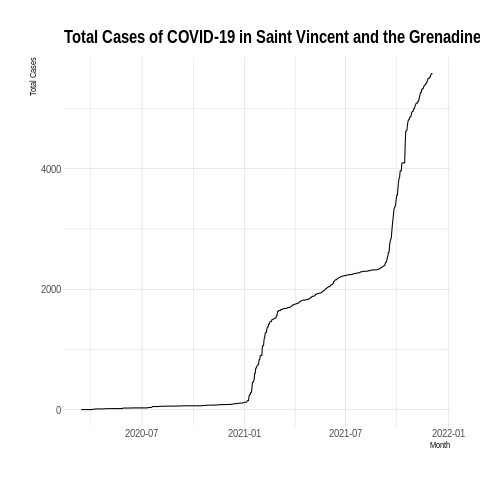 Total Cases of COVID-19 in Saint Vincent and the Grenadine
Total Cases
4000
2000
0
2020-07
2021-01
2021-07
2022-01
Month